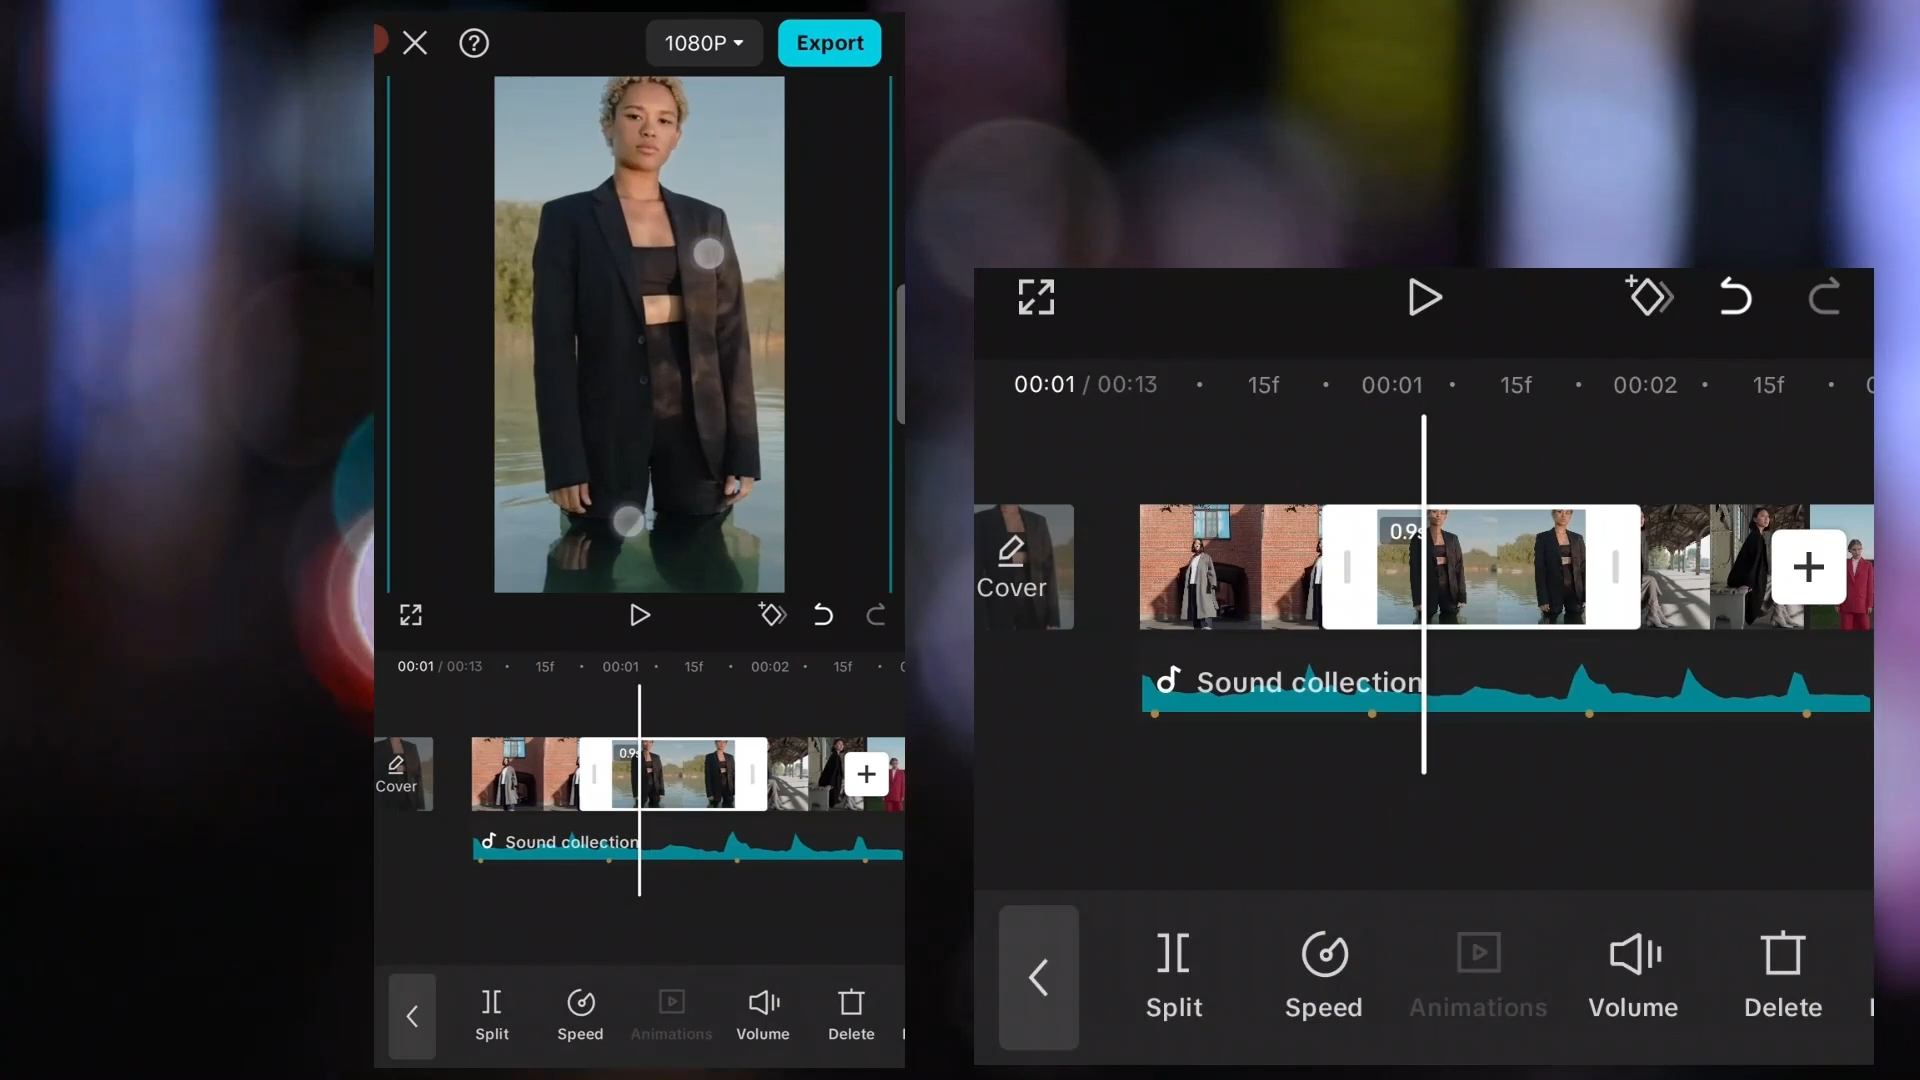 1080P
Export
00:01 / 00:13 15f 00:01 15f 00:02 15f
Cover
0.9s
Sound collection
Split Speed Animations Volume Delete
00:01 / 00:13 15f 00:01 15f 00:02 15f
Cover
0.9s
Sound collection
Split Speed Animations Volume Delete